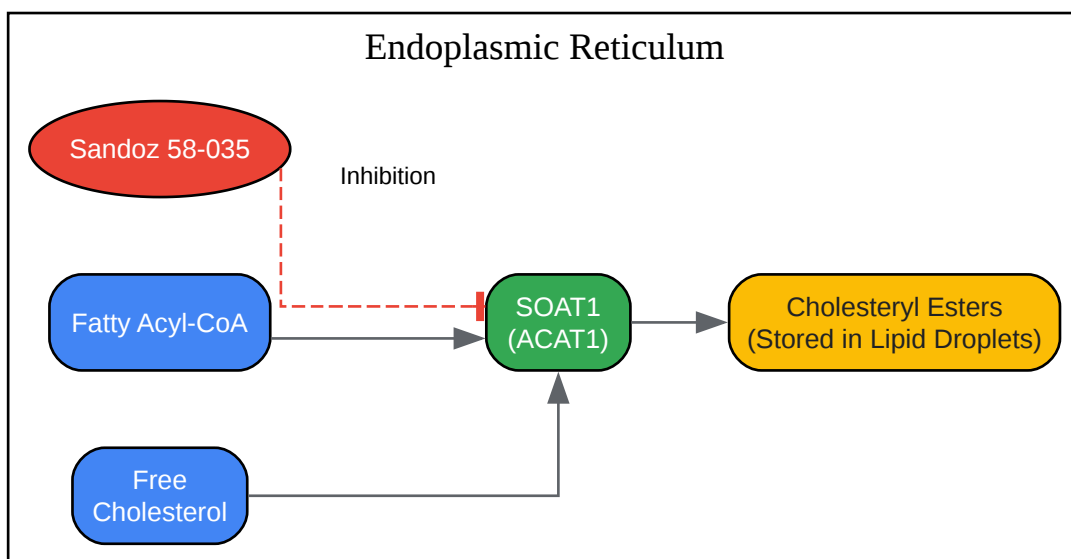 Endoplasmic Reticulum
Sandoz 58-035
Inhibition
Fatty Acyl-CoA
SOAT1
(ACAT1)
Cholesteryl Esters
(Stored in Lipid Droplets)
Free
Cholesterol